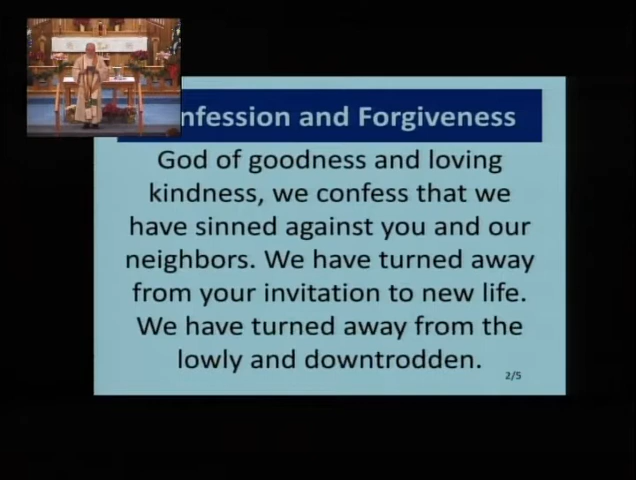 nfession and Forgiveness
God of goodness and loving
kindness, we confess that we
have sinned against you and our
neighbors. We have turned away
from your invitation to new life.
We have turned away from the
lowly and downtrodden.
2/5